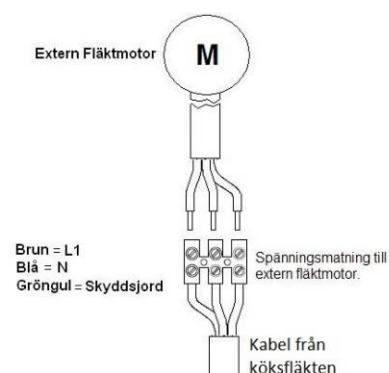 Extern Fläktmotor
M
Brun = L1
Blå = N
Gröngul = Skyddsjord
Spänningsmatning till
extern fläktmotor.
Kabel från
köksfläkten